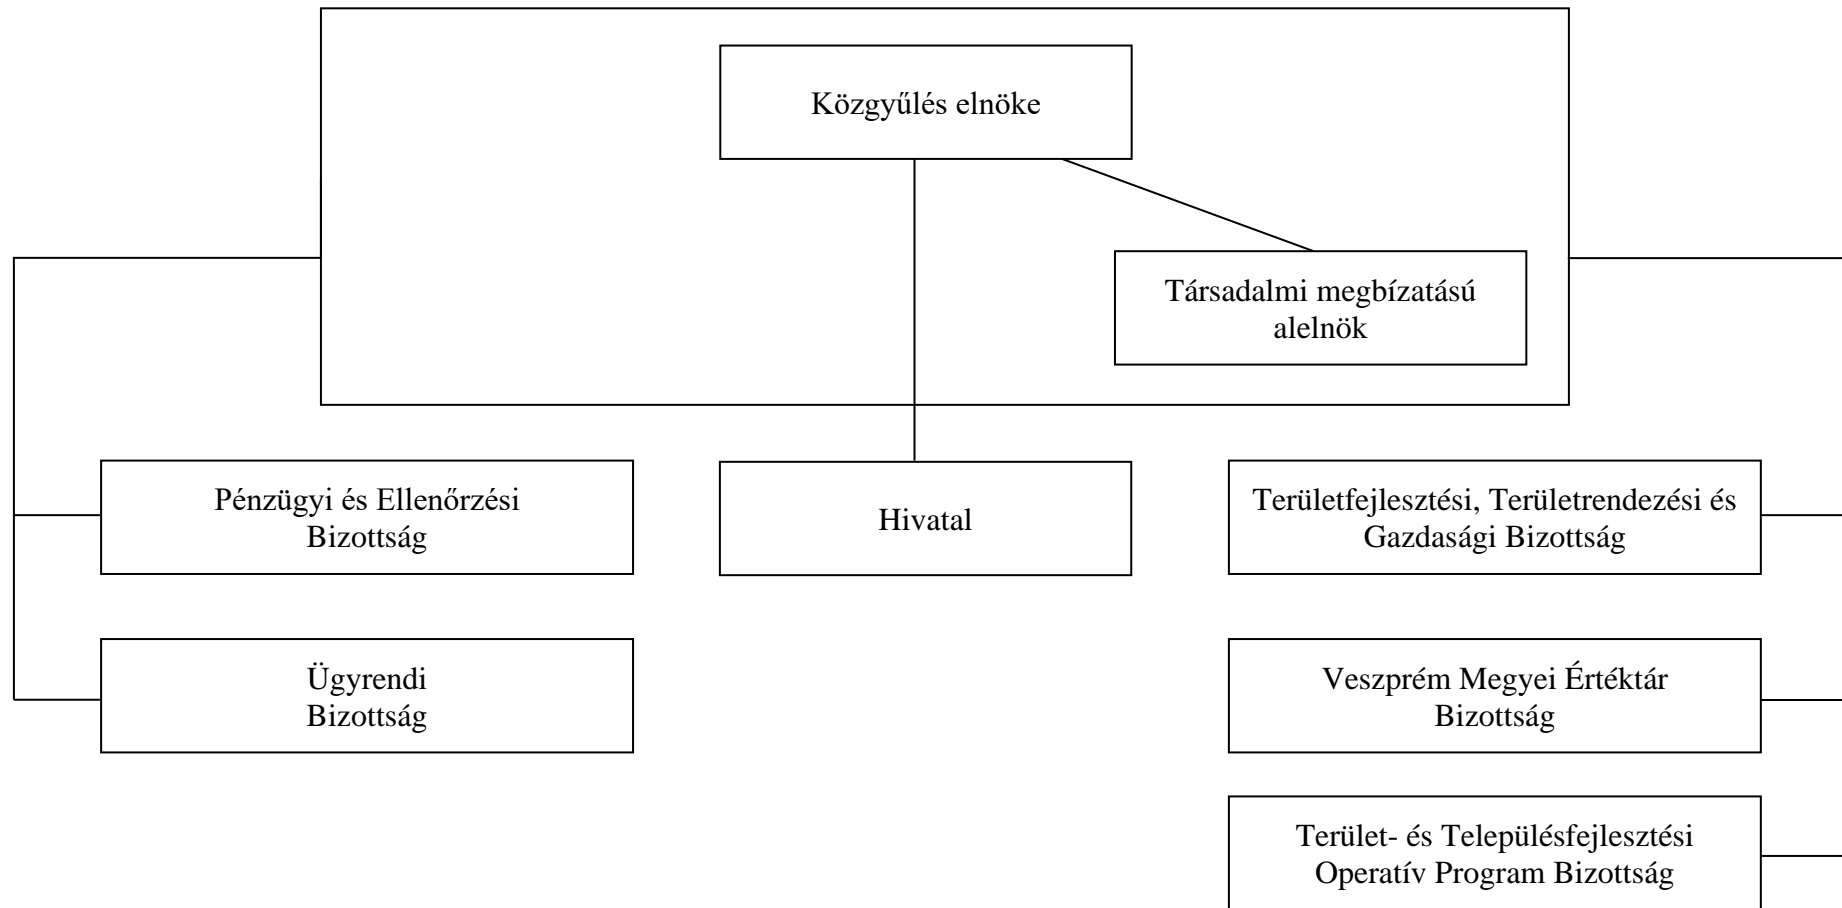 Közgyűlés elnöke
Társadalmi megbízatású
alelnök
Pénzügyi és Ellenőrzési
Bizottság
Hivatal
Területfejlesztési, Területrendezési és
Gazdasági Bizottság
Ügyrendi
Bizottság
Veszprém Megyei Értéktár
Bizottság
Terület- és Településfejlesztési
Operatív Program Bizottság